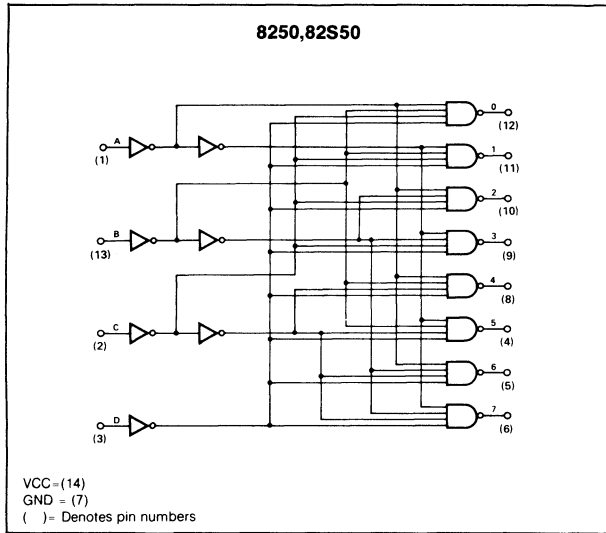 8250,82S50
0
(12)
A
(1)
1
(11)
2
(10)
B
(13)
3
(9)
4
(8)
C
(2)
5
(4)
6
(5)
D
(3)
7
(6)
VCC=(14)
GND = (7)
( )= Denotes pin numbers